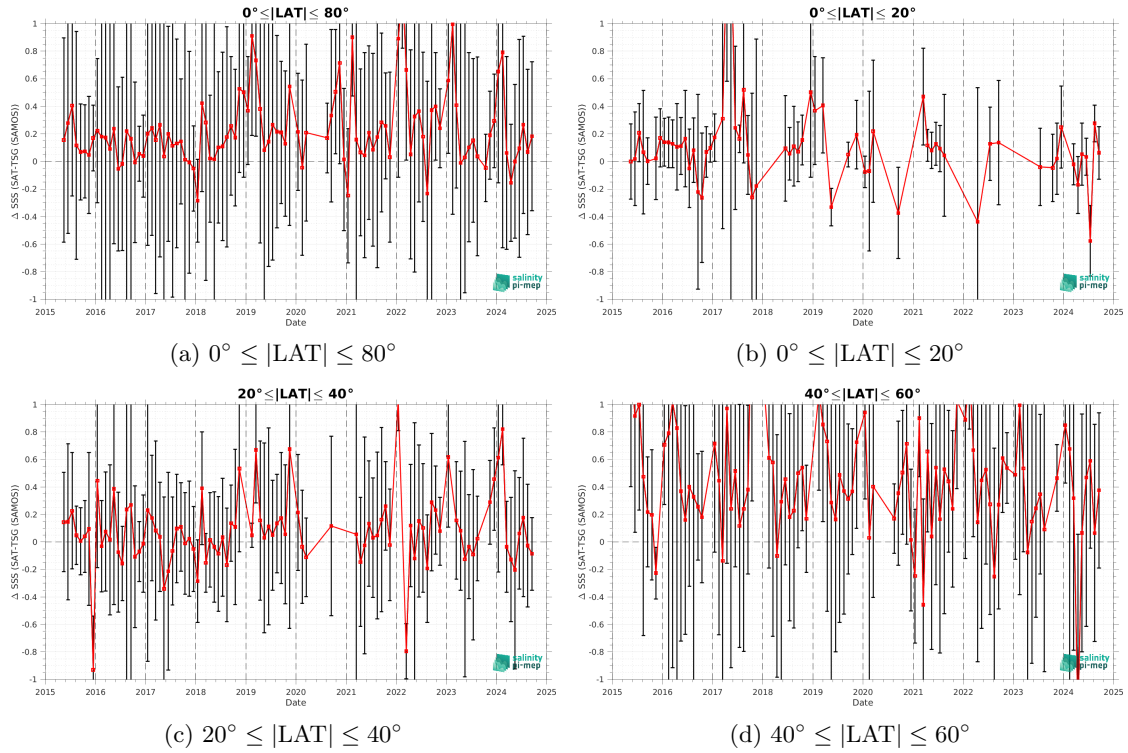 0°≤|LAT|≤ 80°
Δ SSS (SAT-TSG (SAMOS))
1
0.8
0.6
0.4
0.2
0
-0.2
-0.4
-0.6
-0.8
-1
2015 2016 2017 2018 2019 2020 2021 2022 2023 2024 2025
Date
salinity
pi-mep
(a) 0° ≤ |LAT| ≤ 80°
0°≤|LAT|≤ 20°
Δ SSS (SAT-TSG (SAMOS))
1
0.8
0.6
0.4
0.2
0
-0.2
-0.4
-0.6
-0.8
-1
2015 2016 2017 2018 2019 2020 2021 2022 2023 2024 2025
Date
salinity
pi-mep
(b) 0° ≤ |LAT| ≤ 20°
20°≤|LAT|≤ 40°
Δ SSS (SAT-TSG (SAMOS))
1
0.8
0.6
0.4
0.2
0
-0.2
-0.4
-0.6
-0.8
-1
2015 2016 2017 2018 2019 2020 2021 2022 2023 2024 2025
Date
salinity
pi-mep
(c) 20° ≤ |LAT| ≤ 40°
40°≤|LAT|≤ 60°
Δ SSS (SAT-TSG (SAMOS))
1
0.8
0.6
0.4
0.2
0
-0.2
-0.4
-0.6
-0.8
-1
2015 2016 2017 2018 2019 2020 2021 2022 2023 2024 2025
Date
salinity
pi-mep
(d) 40° ≤ |LAT| ≤ 60°